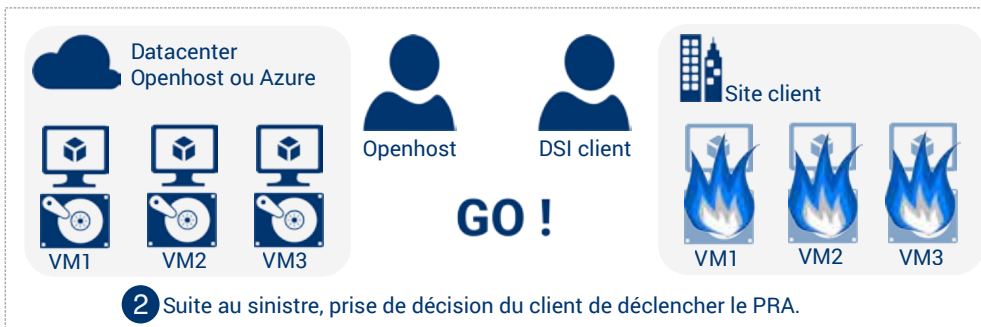 Datacenter
Openhost ou Azure
Openhost
DSI client
Site client
GO !
VM1
VM2
VM3
VM1
VM2
VM3
2 Suite au sinistre, prise de décision du client de déclencher le PRA.